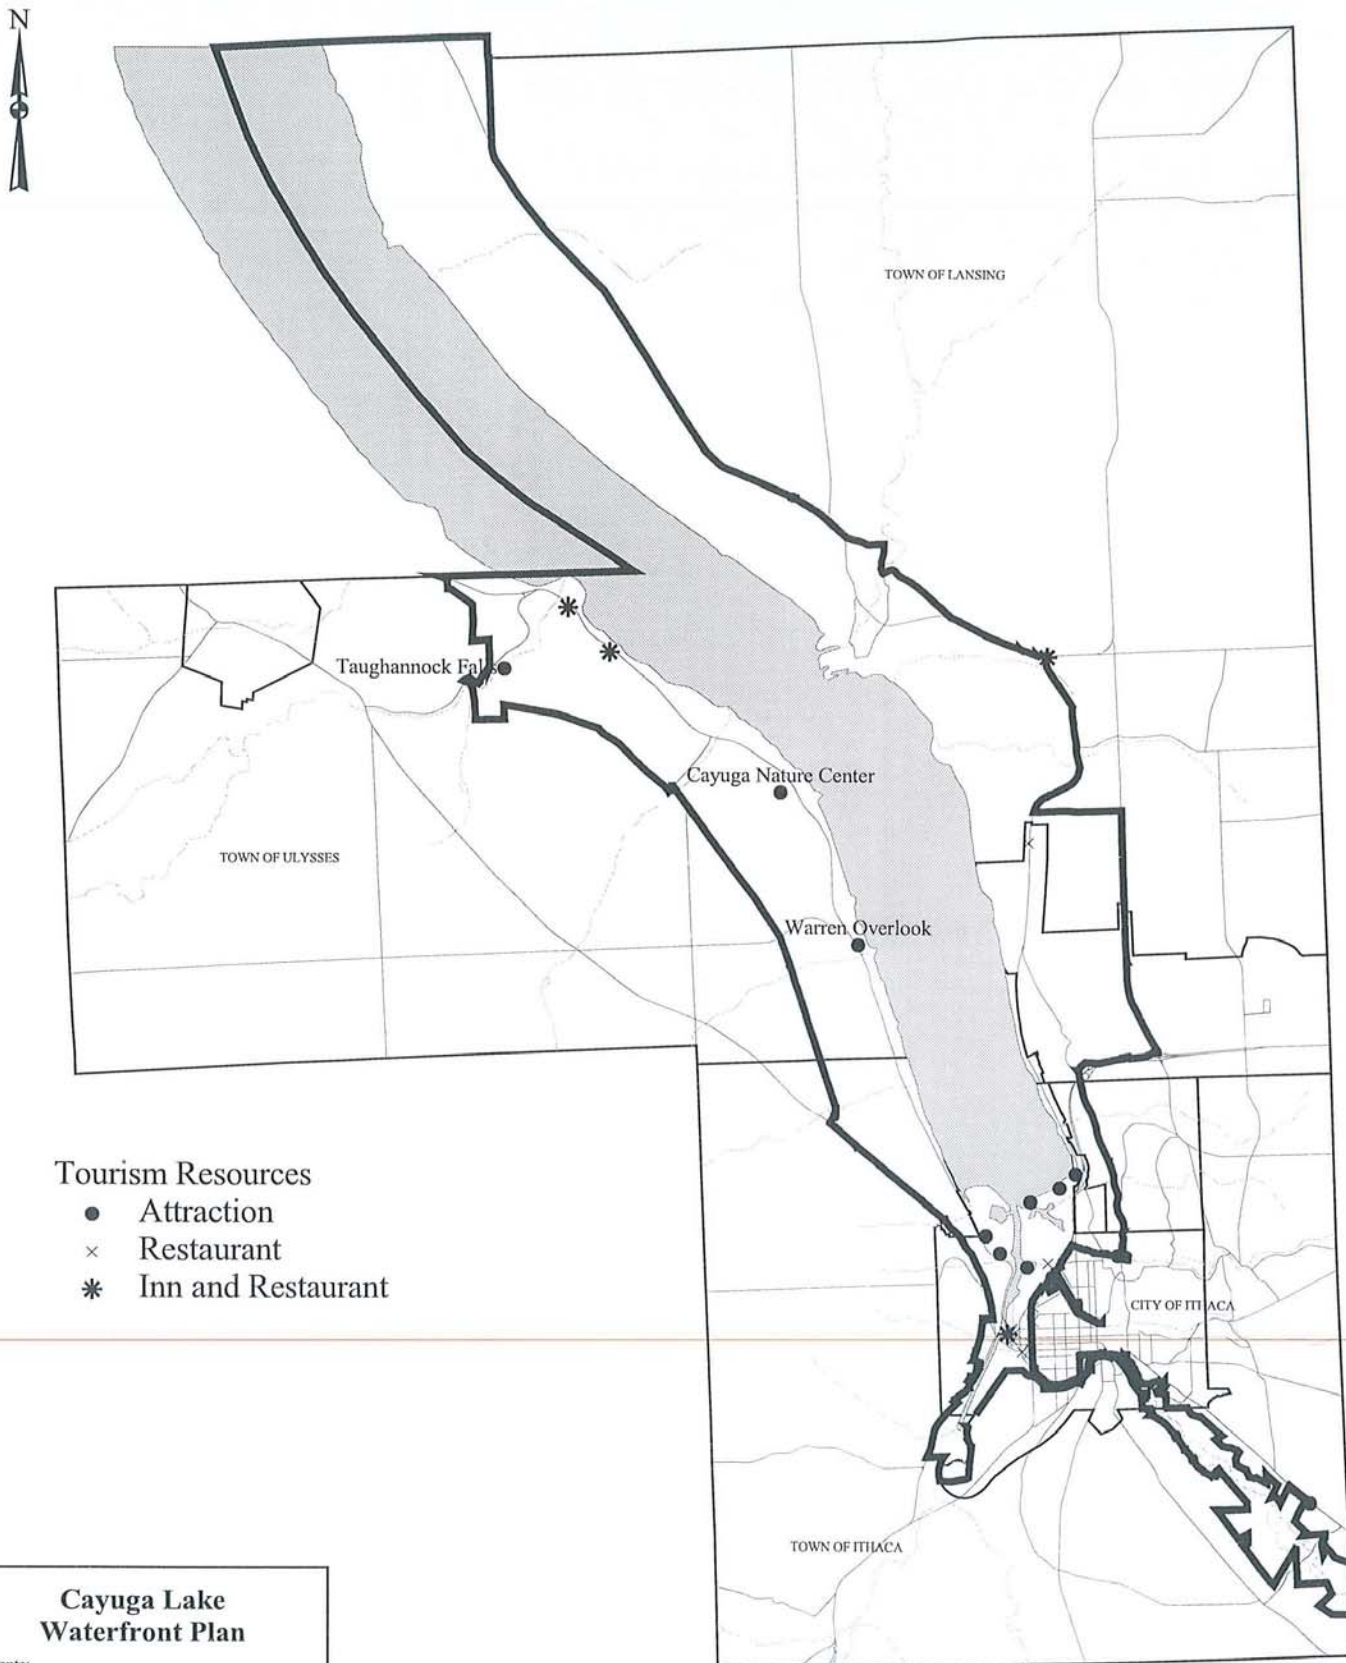 N
TOWN OF LANSING
Taughannock Falls
Cayuga Nature Center
TOWN OF ULYSSES
Warren Overlook
Tourism Resources
Attraction
Restaurant
Inn and Restaurant
CITY OF ITHACA
TOWN OF ITHACA
Cayuga Lake
Waterfront Plan